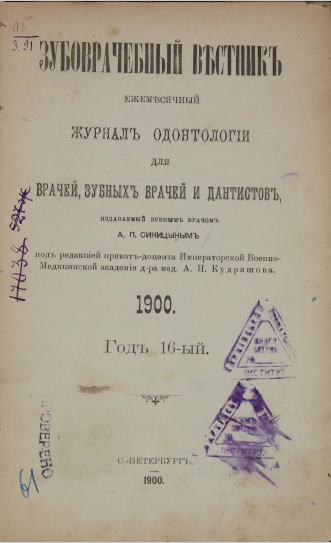 ЗУБОВРАЧЕБНЫЙ ВѢСТНИКЪ
ЕЖЕМѢСЯЧНЫЙ
ЖУРНАЛЪ ОДОНТОЛОГІИ
ДЛЯ
ВРАЧЕЙ, ЗУБНЫХЪ ВРАЧЕЙ И ДАНТИСТОВЪ,
ИЗДАВАЕМЫЙ ЗУБНЫМЪ ВРАЧЕМЪ
А. П. СИНИЦЫНЫМЪ
подъ редакціей приватъ-доцента Императорской Военно-
Медицинской академіи д-ра мед. А. И. Кудряшова.
1900.
Годъ 16-ый.
ИНСТИТУТ
ПРОВЕРЕНО
С.-ПЕТЕРБУРГЪ.
1900.